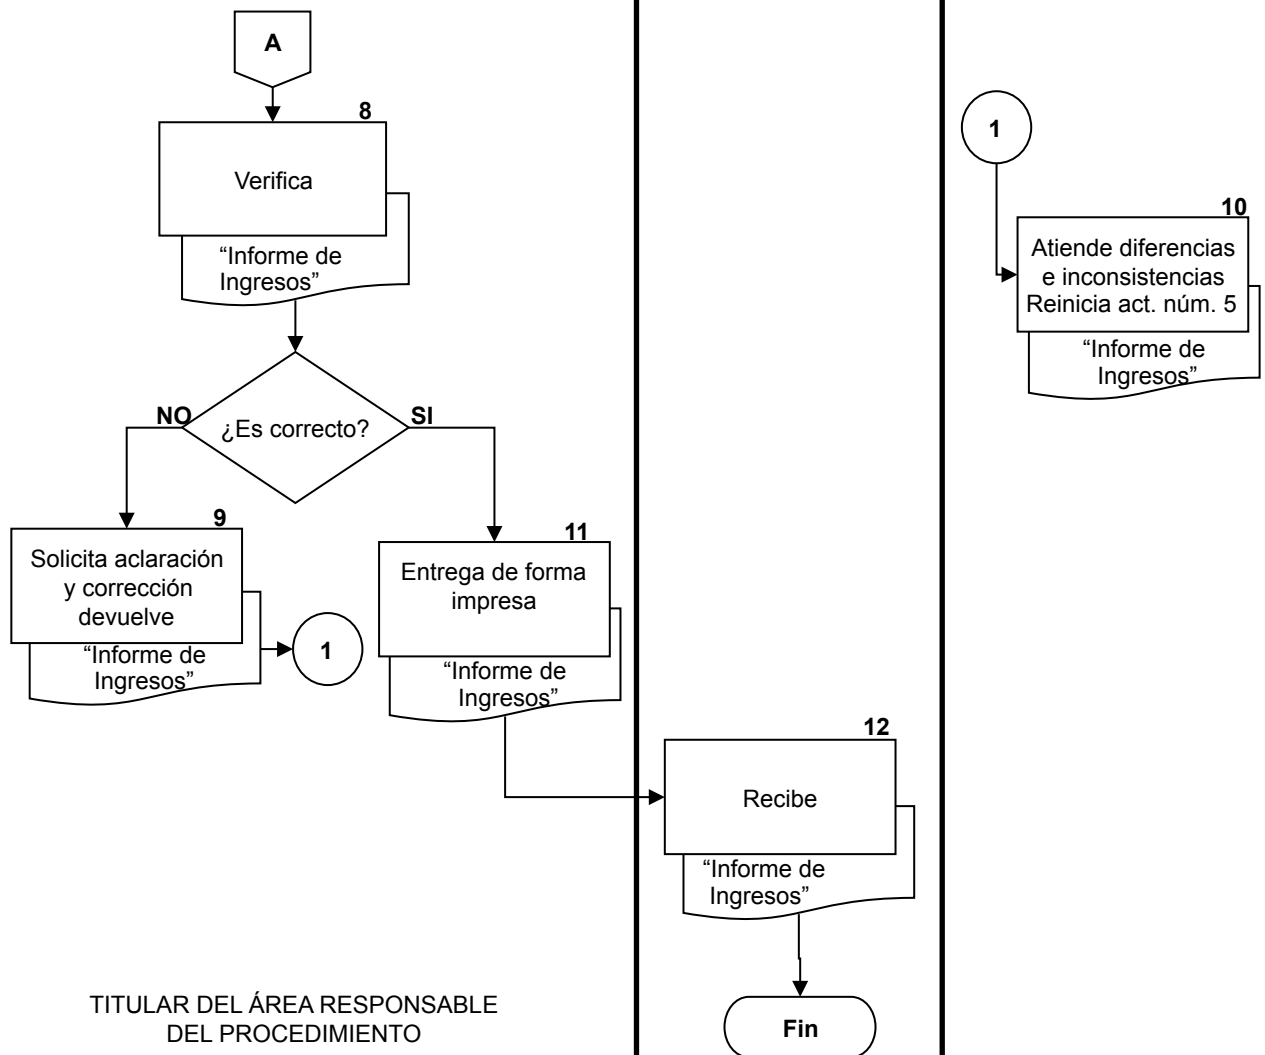 A
8
Verifica
“Informe de
Ingresos”
¿Es correcto?
NO
SI
9
Solicita aclaración
y corrección
devuelve
“Informe de
Ingresos”
1
11
Entrega de forma
impresa
“Informe de
Ingresos”
12
Recibe
“Informe de
Ingresos”
Fin
1
10
Atiende diferencias
e inconsistencias
Reinicia act. núm. 5
“Informe de
Ingresos”
TITULAR DEL ÁREA RESPONSABLE
DEL PROCEDIMIENTO